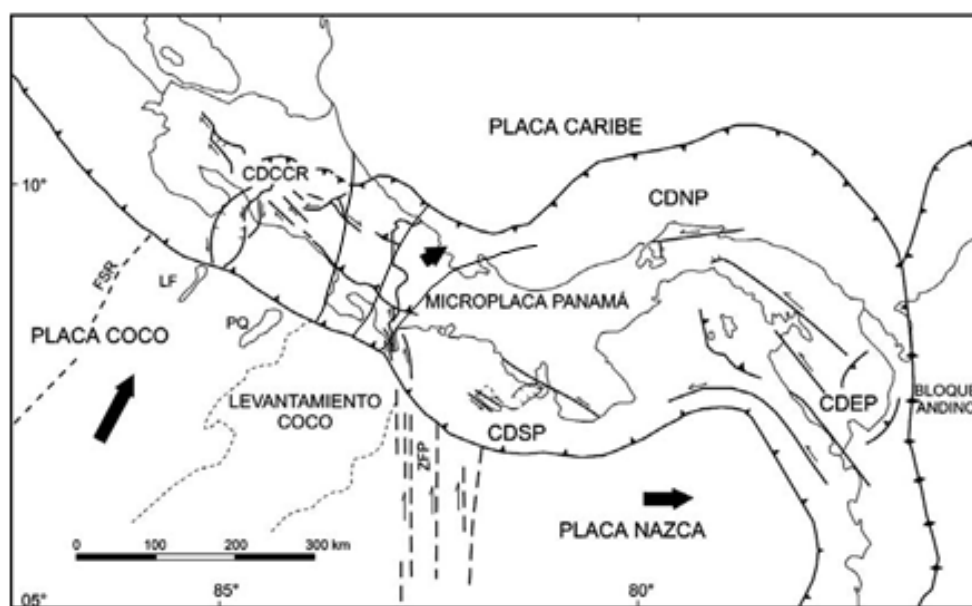 PLACA CARIBE
CDCCR
10°
CDNP
FSR
LF
MICROPLACA PANAMÁ
PQ
PLACA COCO
LEVANTAMIENTO
COCO
CDSP
CDEP
BLOQUE
ANDINO
ZFP
PLACA NAZCA
0 100 200 300 km
05°
85°
80°